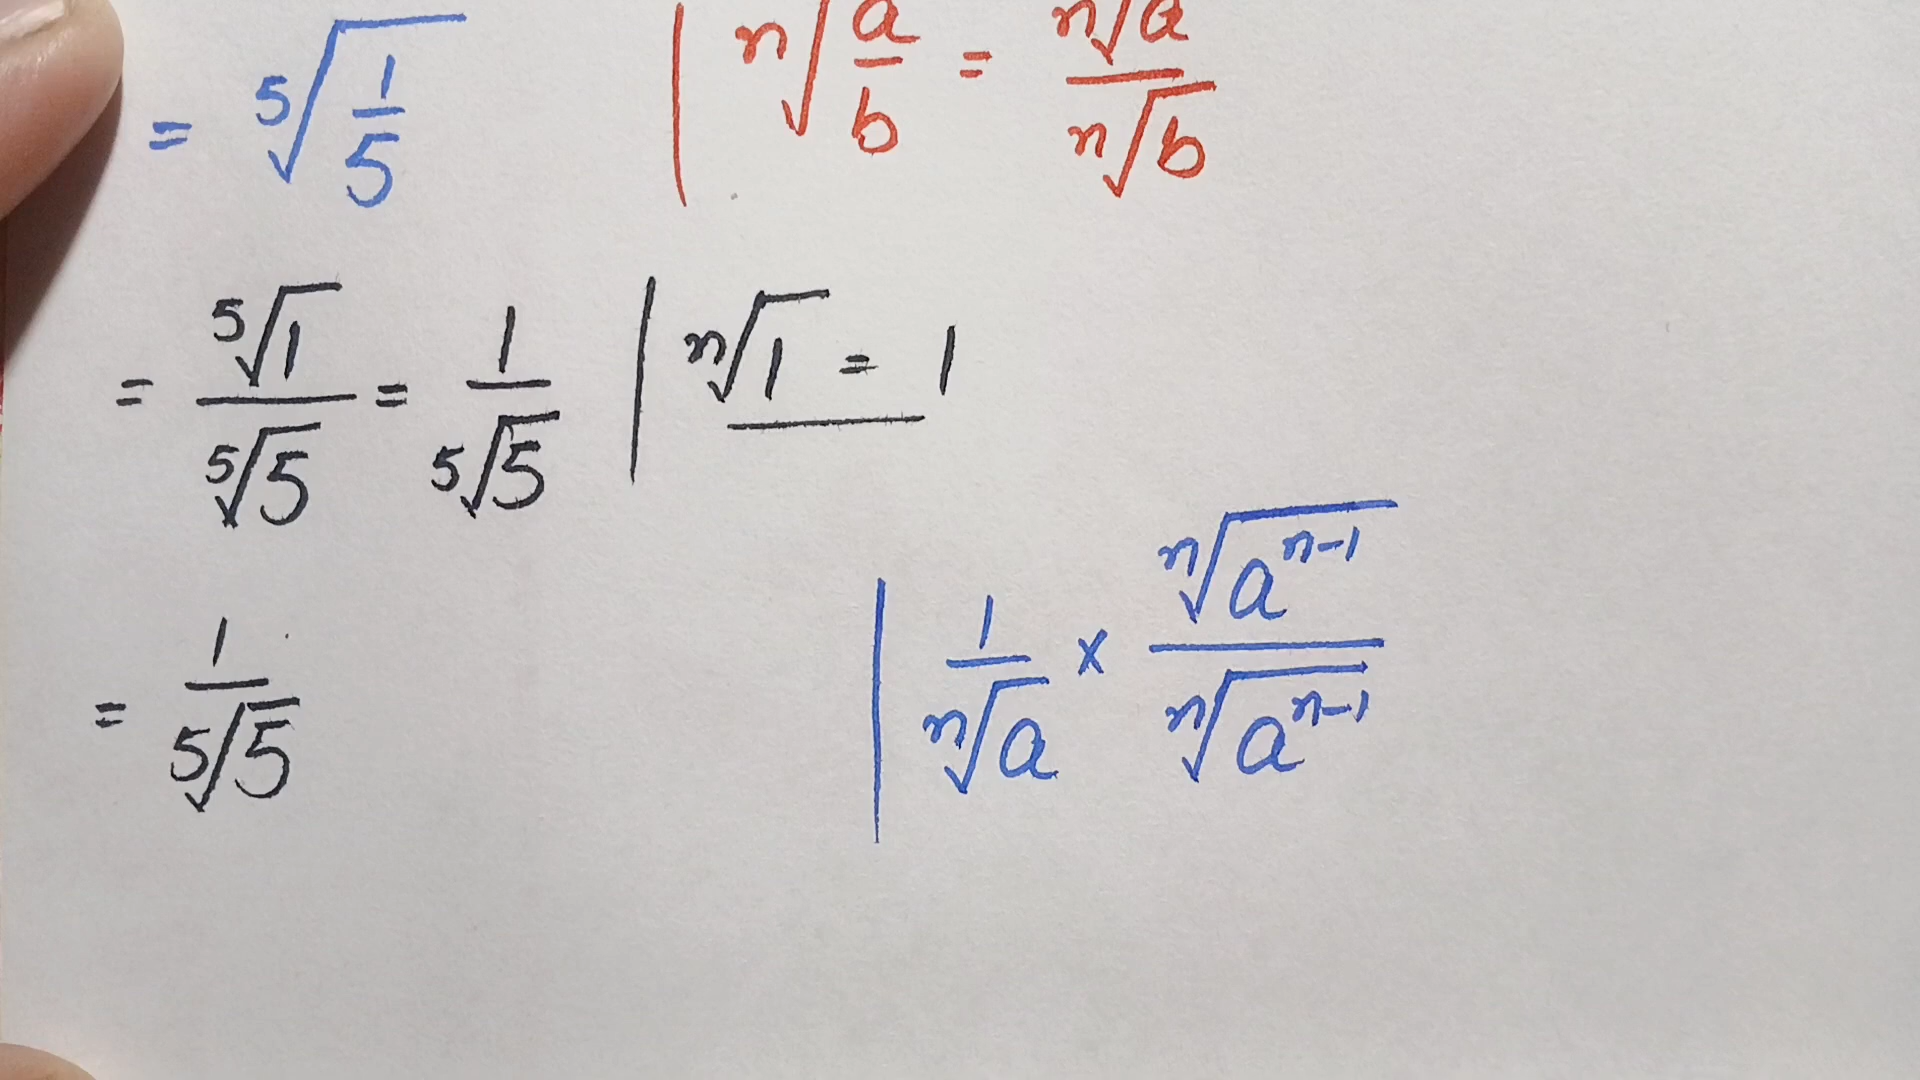 = ⁵√(1/5) | ⁿ√(a/b) = ⁿ√a / ⁿ√b
= ⁵√1 / ⁵√5 = 1 / ⁵√5 | ⁿ√1 = 1
= 1 / ⁵√5 | 1 / ⁿ√a × ⁿ√(aⁿ⁻¹) / ⁿ√(aⁿ⁻¹)